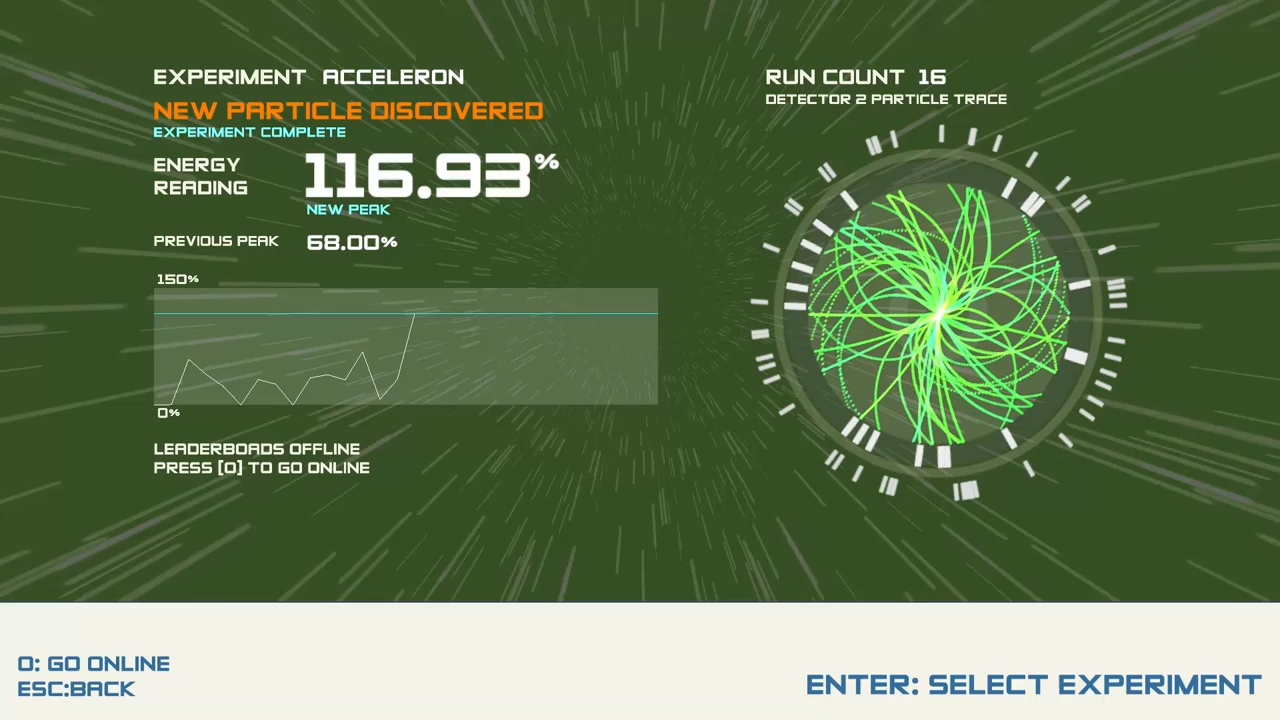 EXPERIMENT ACCELERON
NEW PARTICLE DISCOVERED
EXPERIMENT COMPLETE
ENERGY READING 116.93%
NEW PEAK
PREVIOUS PEAK 68.00%
150%
0%
LEADERBOADS OFFLINE
PRESS [O] TO GO ONLINE
RUN COUNT 16
DETECTOR 2 PARTICLE TRACE
O: GO ONLINE
ESC:BACK
ENTER: SELECT EXPERIMENT